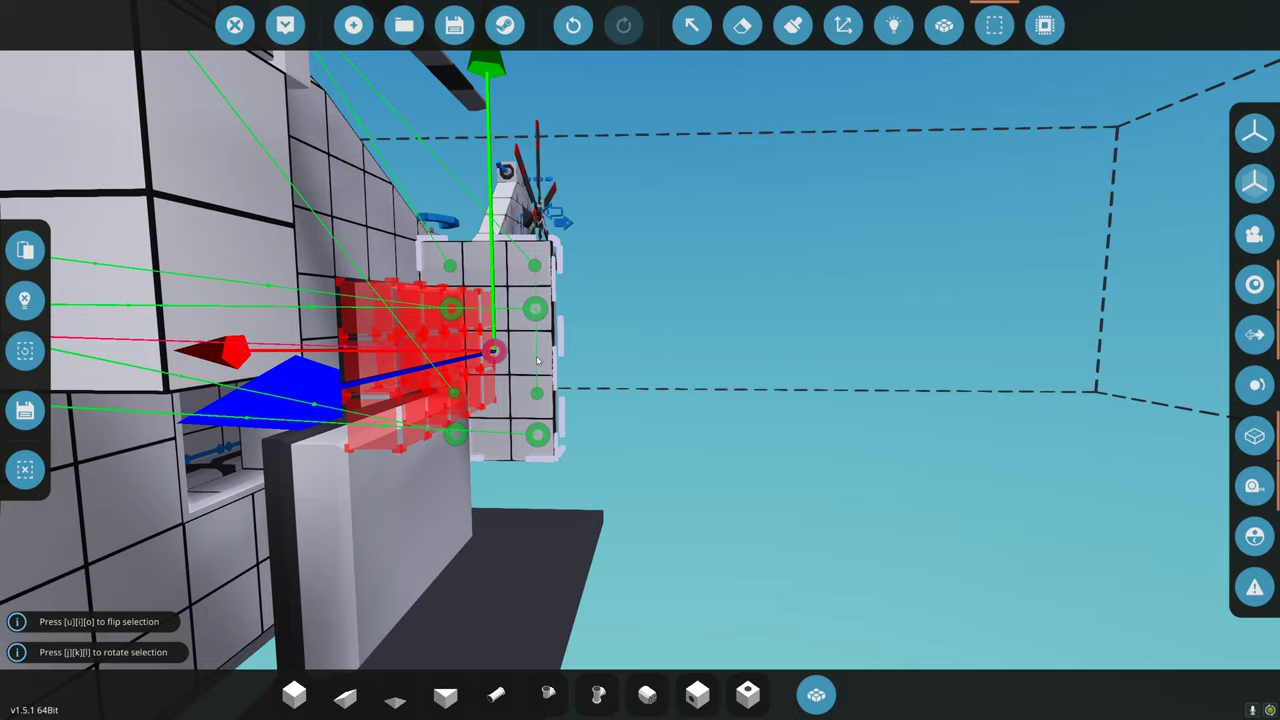 Press [u][i][o] to flip selection
Press [j][k][l] to rotate selection
v1.5.1 64Bit